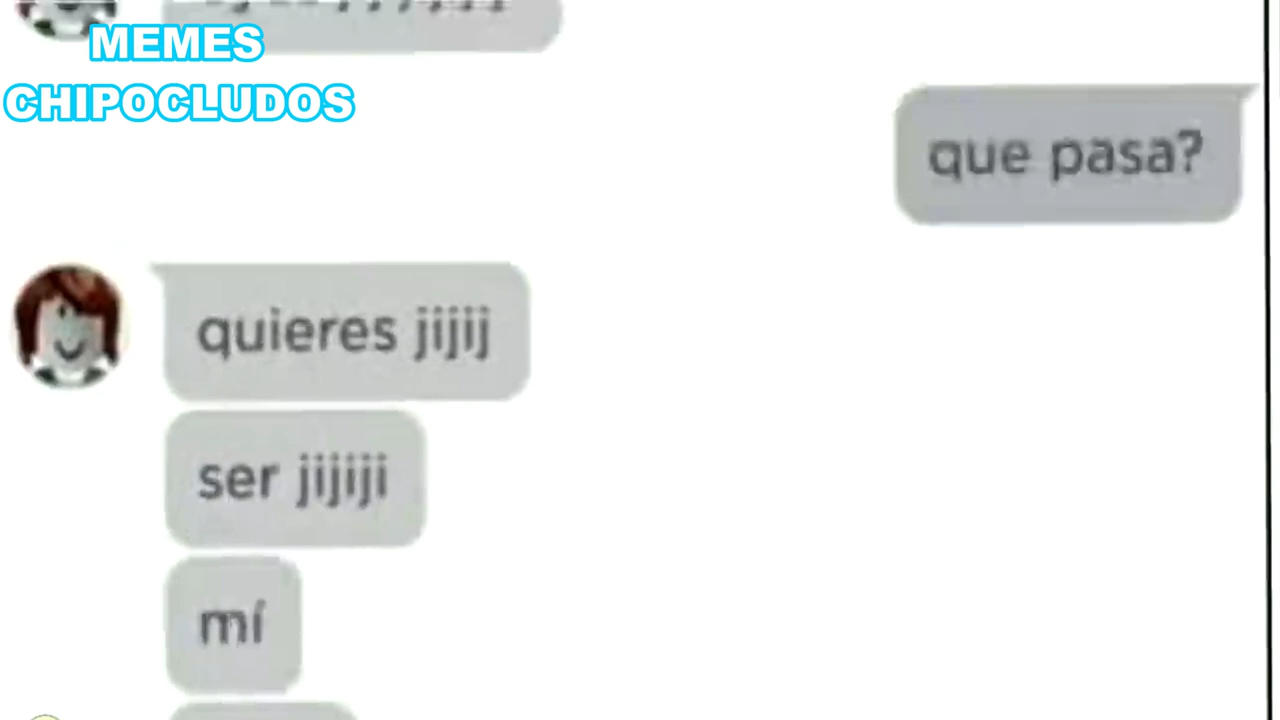 MEMES
CHIPOCLUDOS
que pasa?
quieres jijij
ser jijiji
mí